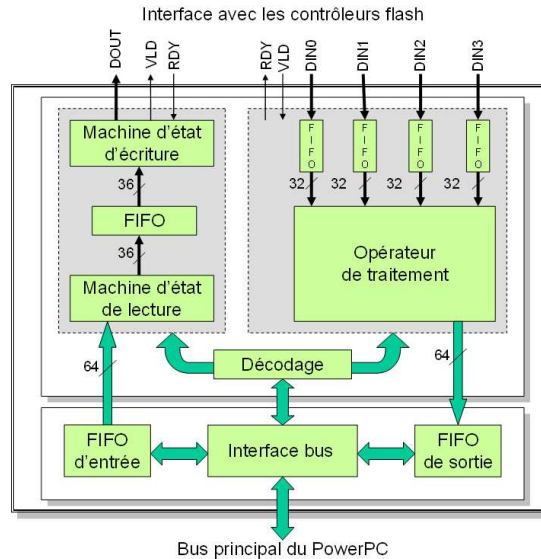 Interface avec les contrôleurs flash
DOUT
VLD
RDY
RDY
VLD
DIN0
DIN1
DIN2
DIN3
Machine d'état
d'écriture
36
FIFO
36
Machine d'état
de lecture
FIFO
FIFO
FIFO
FIFO
32
32
32
32
Opérateur
de traitement
64
Décodage
64
FIFO
d'entrée
Interface bus
FIFO
de sortie
Bus principal du PowerPC